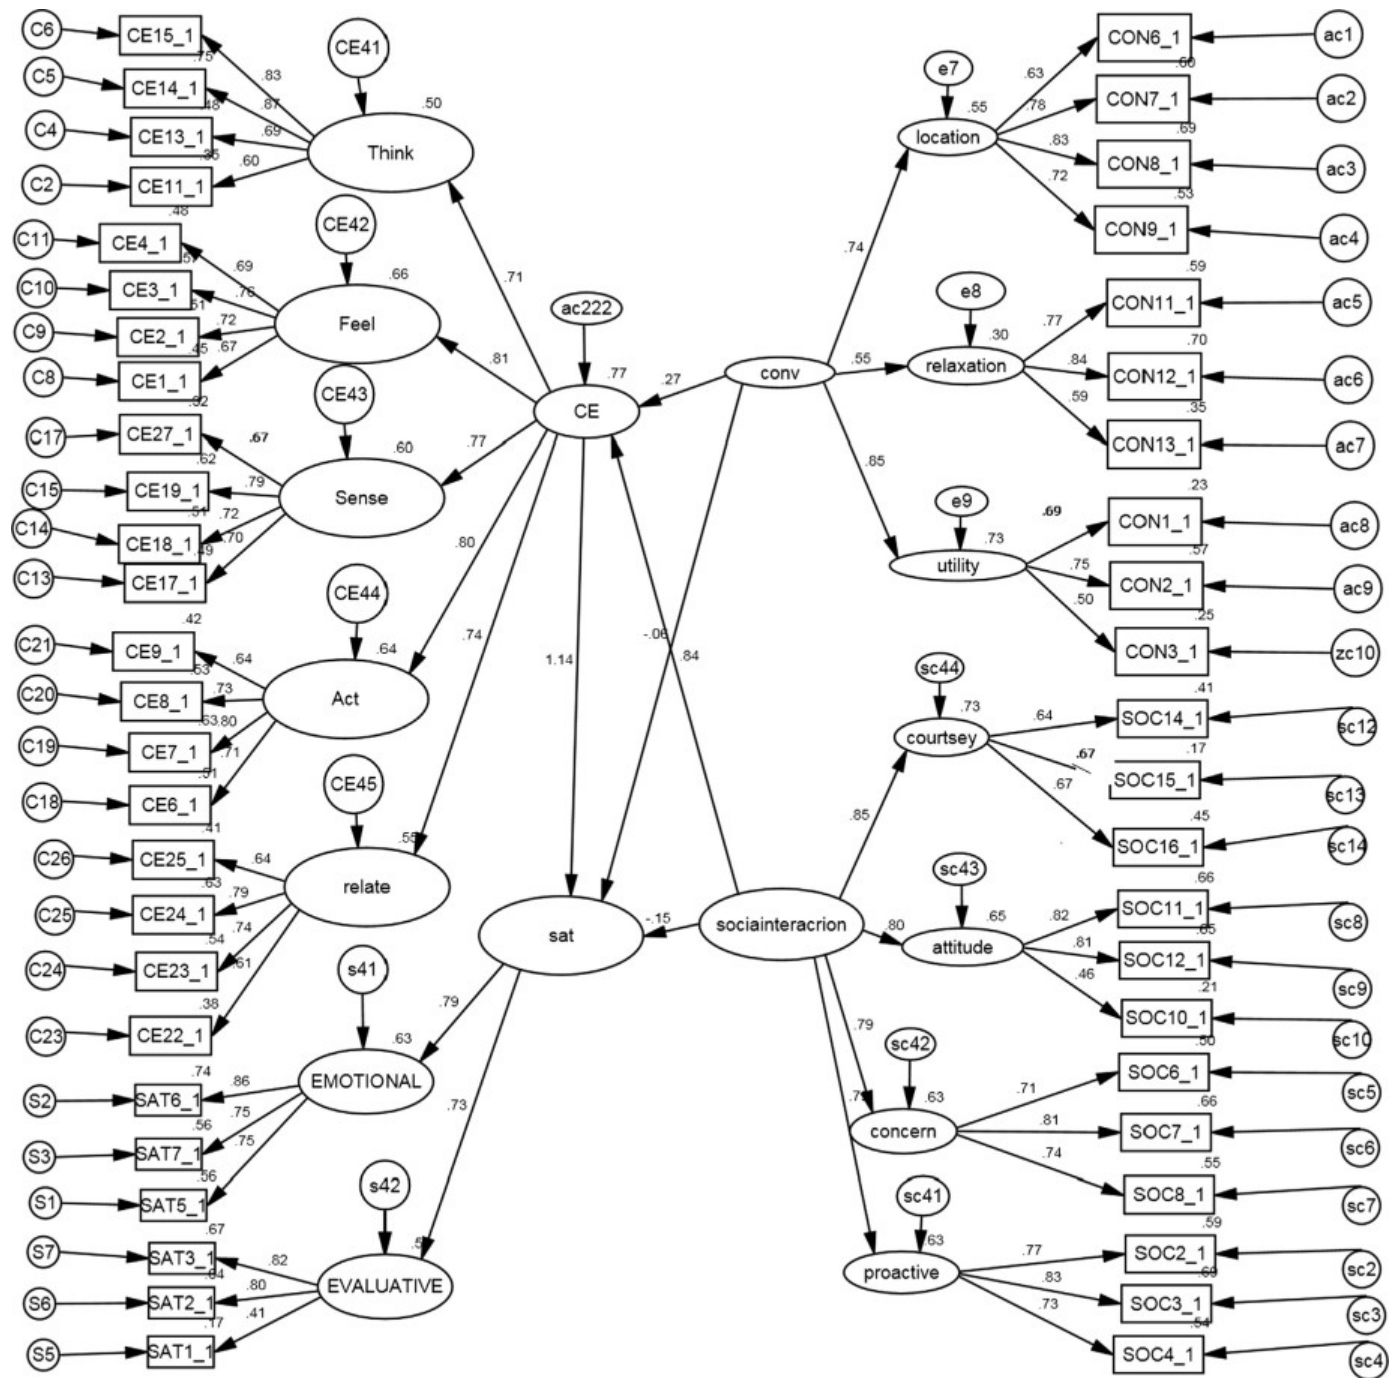 C6
CE15_1
.75
C5
CE14_1
.48
C4
CE13_1
.35
C2
CE11_1
.83
.87
.69
.60
CE41
.50
Think
.48
C11
CE4_1
.57
C10
CE3_1
.51
C9
CE2_1
.45
C8
CE1_1
.69
.76
.72
.67
CE42
.66
Feel
C17
CE27_1
.62
C15
CE19_1
.51
C14
CE18_1
.49
C13
CE17_1
.67
.79
.72
.70
CE43
.60
Sense
.42
C21
CE9_1
.53
C20
CE8_1
.63
C19
CE7_1
.51
C18
CE6_1
.64
.73
.80
.71
CE44
.64
Act
.41
C26
CE25_1
.63
C25
CE24_1
.54
C24
CE23_1
.38
C23
CE22_1
.64
.79
.74
.61
CE45
.55
relate
.74
S2
SAT6_1
.56
S3
SAT7_1
.56
S1
SAT5_1
.86
.75
.75
s41
.63
EMOTIONAL
.67
S7
SAT3_1
.64
S6
SAT2_1
.17
S5
SAT1_1
.82
.80
.41
s42
EVALUATIVE
.71
.81
.77
.80
.74
ac222
.77
CE
.27
1.14
-.06
.84
sat
-.15
.79
.73
conv
.74
.55
.85
sociainteracrion
.85
.80
.79
e7
.55
location
.63
.78
.83
.72
CON6_1
ac1
.60
CON7_1
ac2
.69
CON8_1
ac3
.53
CON9_1
ac4
e8
.30
relaxation
.77
.84
.59
.59
CON11_1
ac5
.70
CON12_1
ac6
.35
CON13_1
ac7
e9
.73
utility
.69
.75
.50
.23
CON1_1
ac8
.57
CON2_1
ac9
.25
CON3_1
zc10
sc44
.73
courtsey
.64
.67
.67
.41
SOC14_1
sc12
.17
SOC15_1
sc13
.45
SOC16_1
sc14
sc43
.65
attitude
.82
.81
.46
.66
SOC11_1
sc8
.65
SOC12_1
sc9
.21
SOC10_1
sc10
sc42
.63
concern
.71
.81
.74
.50
SOC6_1
sc5
.66
SOC7_1
sc6
.55
SOC8_1
sc7
sc41
.63
proactive
.77
.83
.73
.59
SOC2_1
sc2
.69
SOC3_1
sc3
.54
SOC4_1
sc4